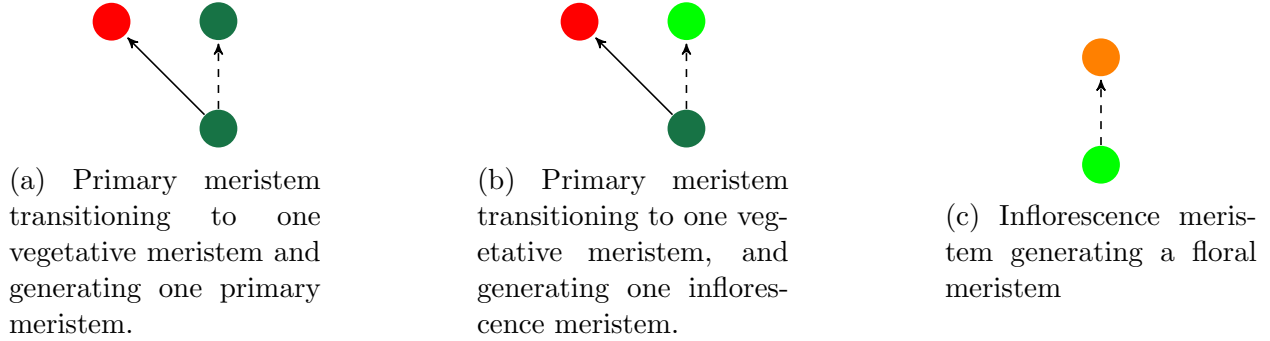 (a) Primary meristem
transitioning to one
vegetative meristem and
generating one primary
meristem.
(b) Primary meristem
transitioning to one veg-
etative meristem, and
generating one inflores-
cence meristem.
(c) Inflorescence meris-
tem generating a floral
meristem